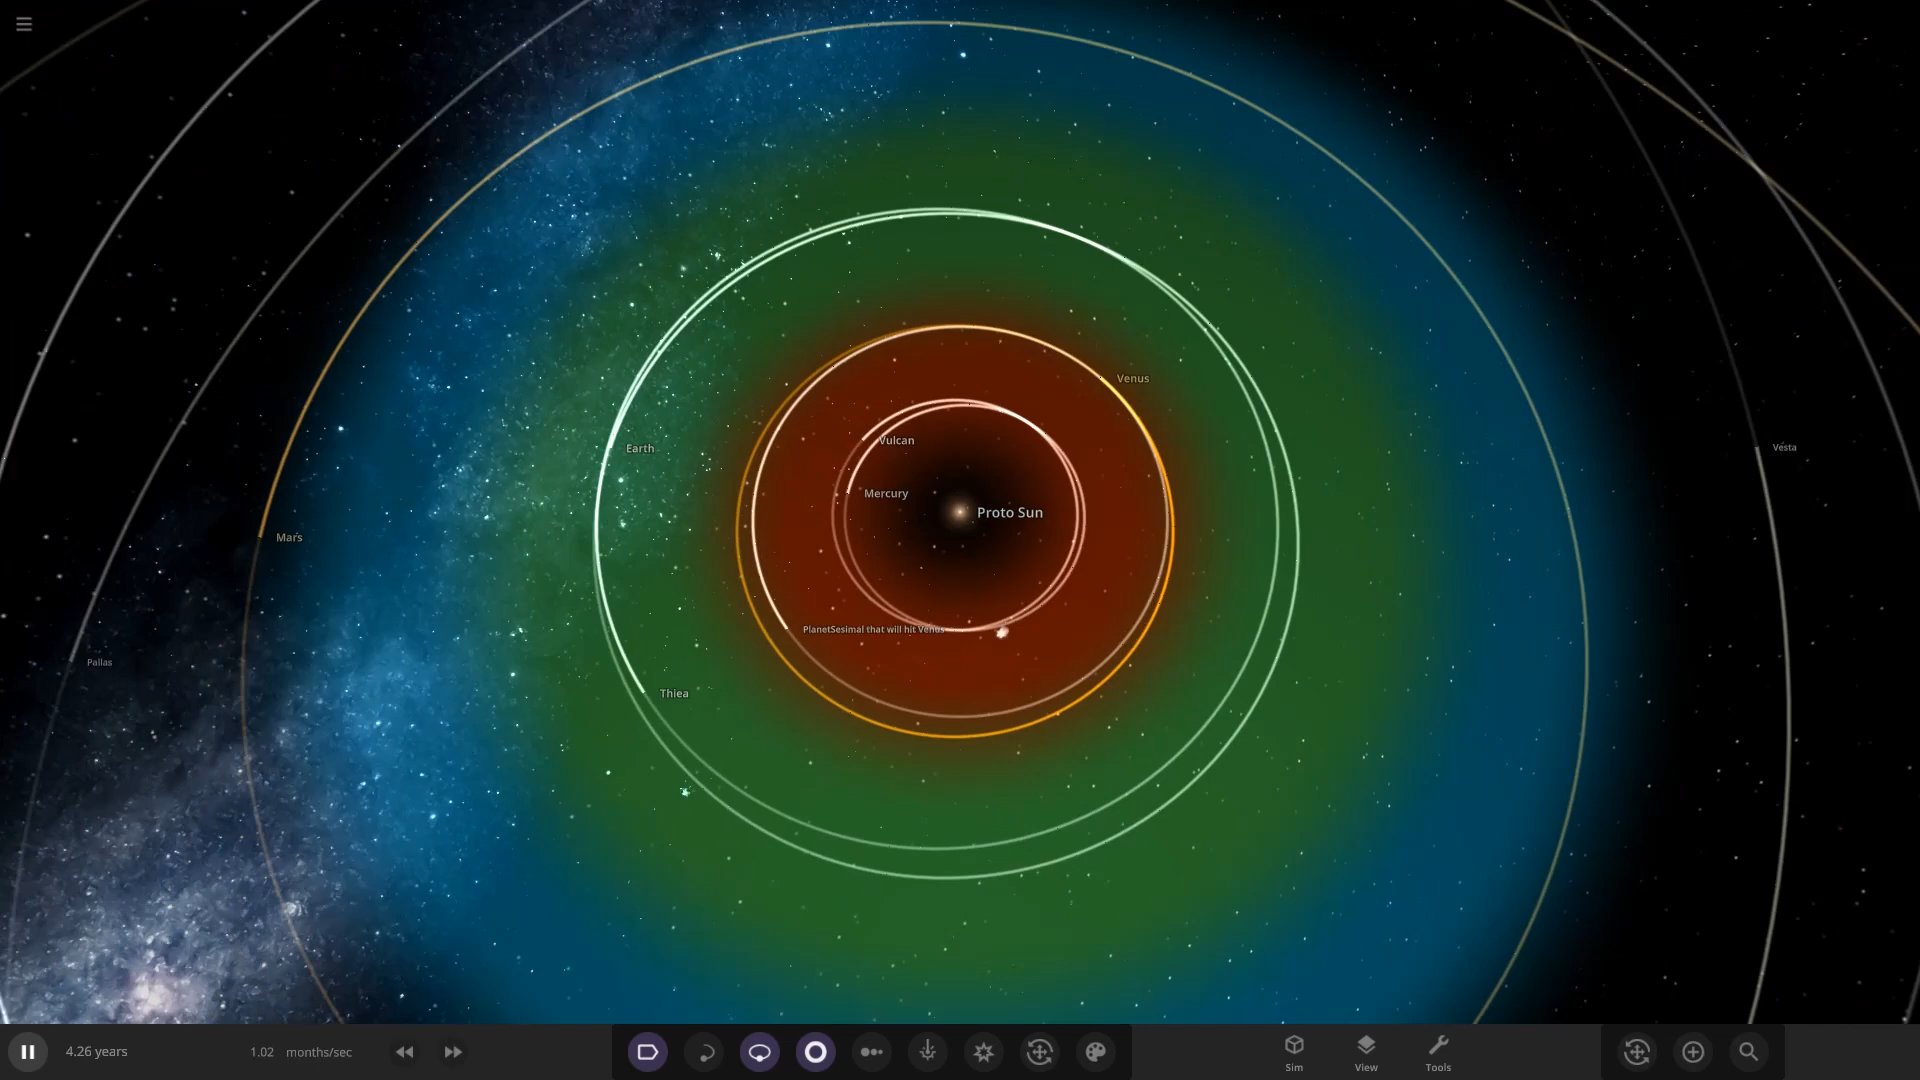 Venus
Vulcan
Earth
Vesta
Mercury
Proto Sun
Mars
PlanetSesimal that will hit Venus
Pallas
Thiea
4.26 years
1.02 months/sec
Sim
View
Tools